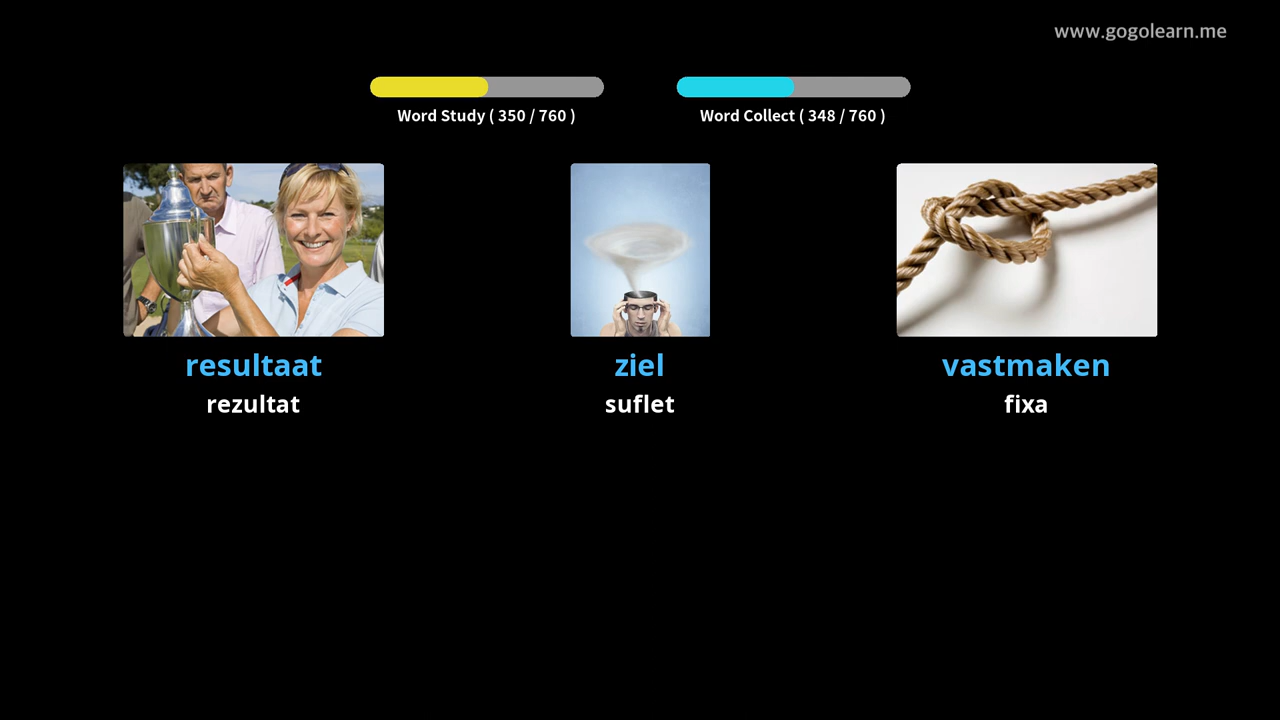 www.gogolearn.me
Word Study ( 350 / 760 )
Word Collect ( 348 / 760 )
resultaat
rezultat
ziel
suflet
vastmaken
fixa